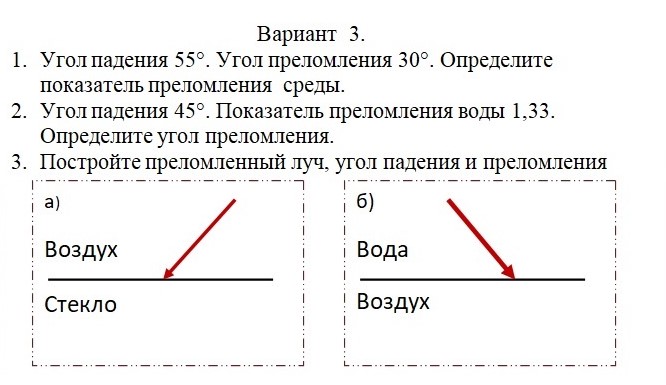 Вариант 3.
1. Угол падения 55°. Угол преломления 30°. Определите
показатель преломления среды.
2. Угол падения 45°. Показатель преломления воды 1,33.
Определите угол преломления.
3. Постройте преломленный луч, угол падения и преломления
а)
Воздух
Стекло
б)
Вода
Воздух